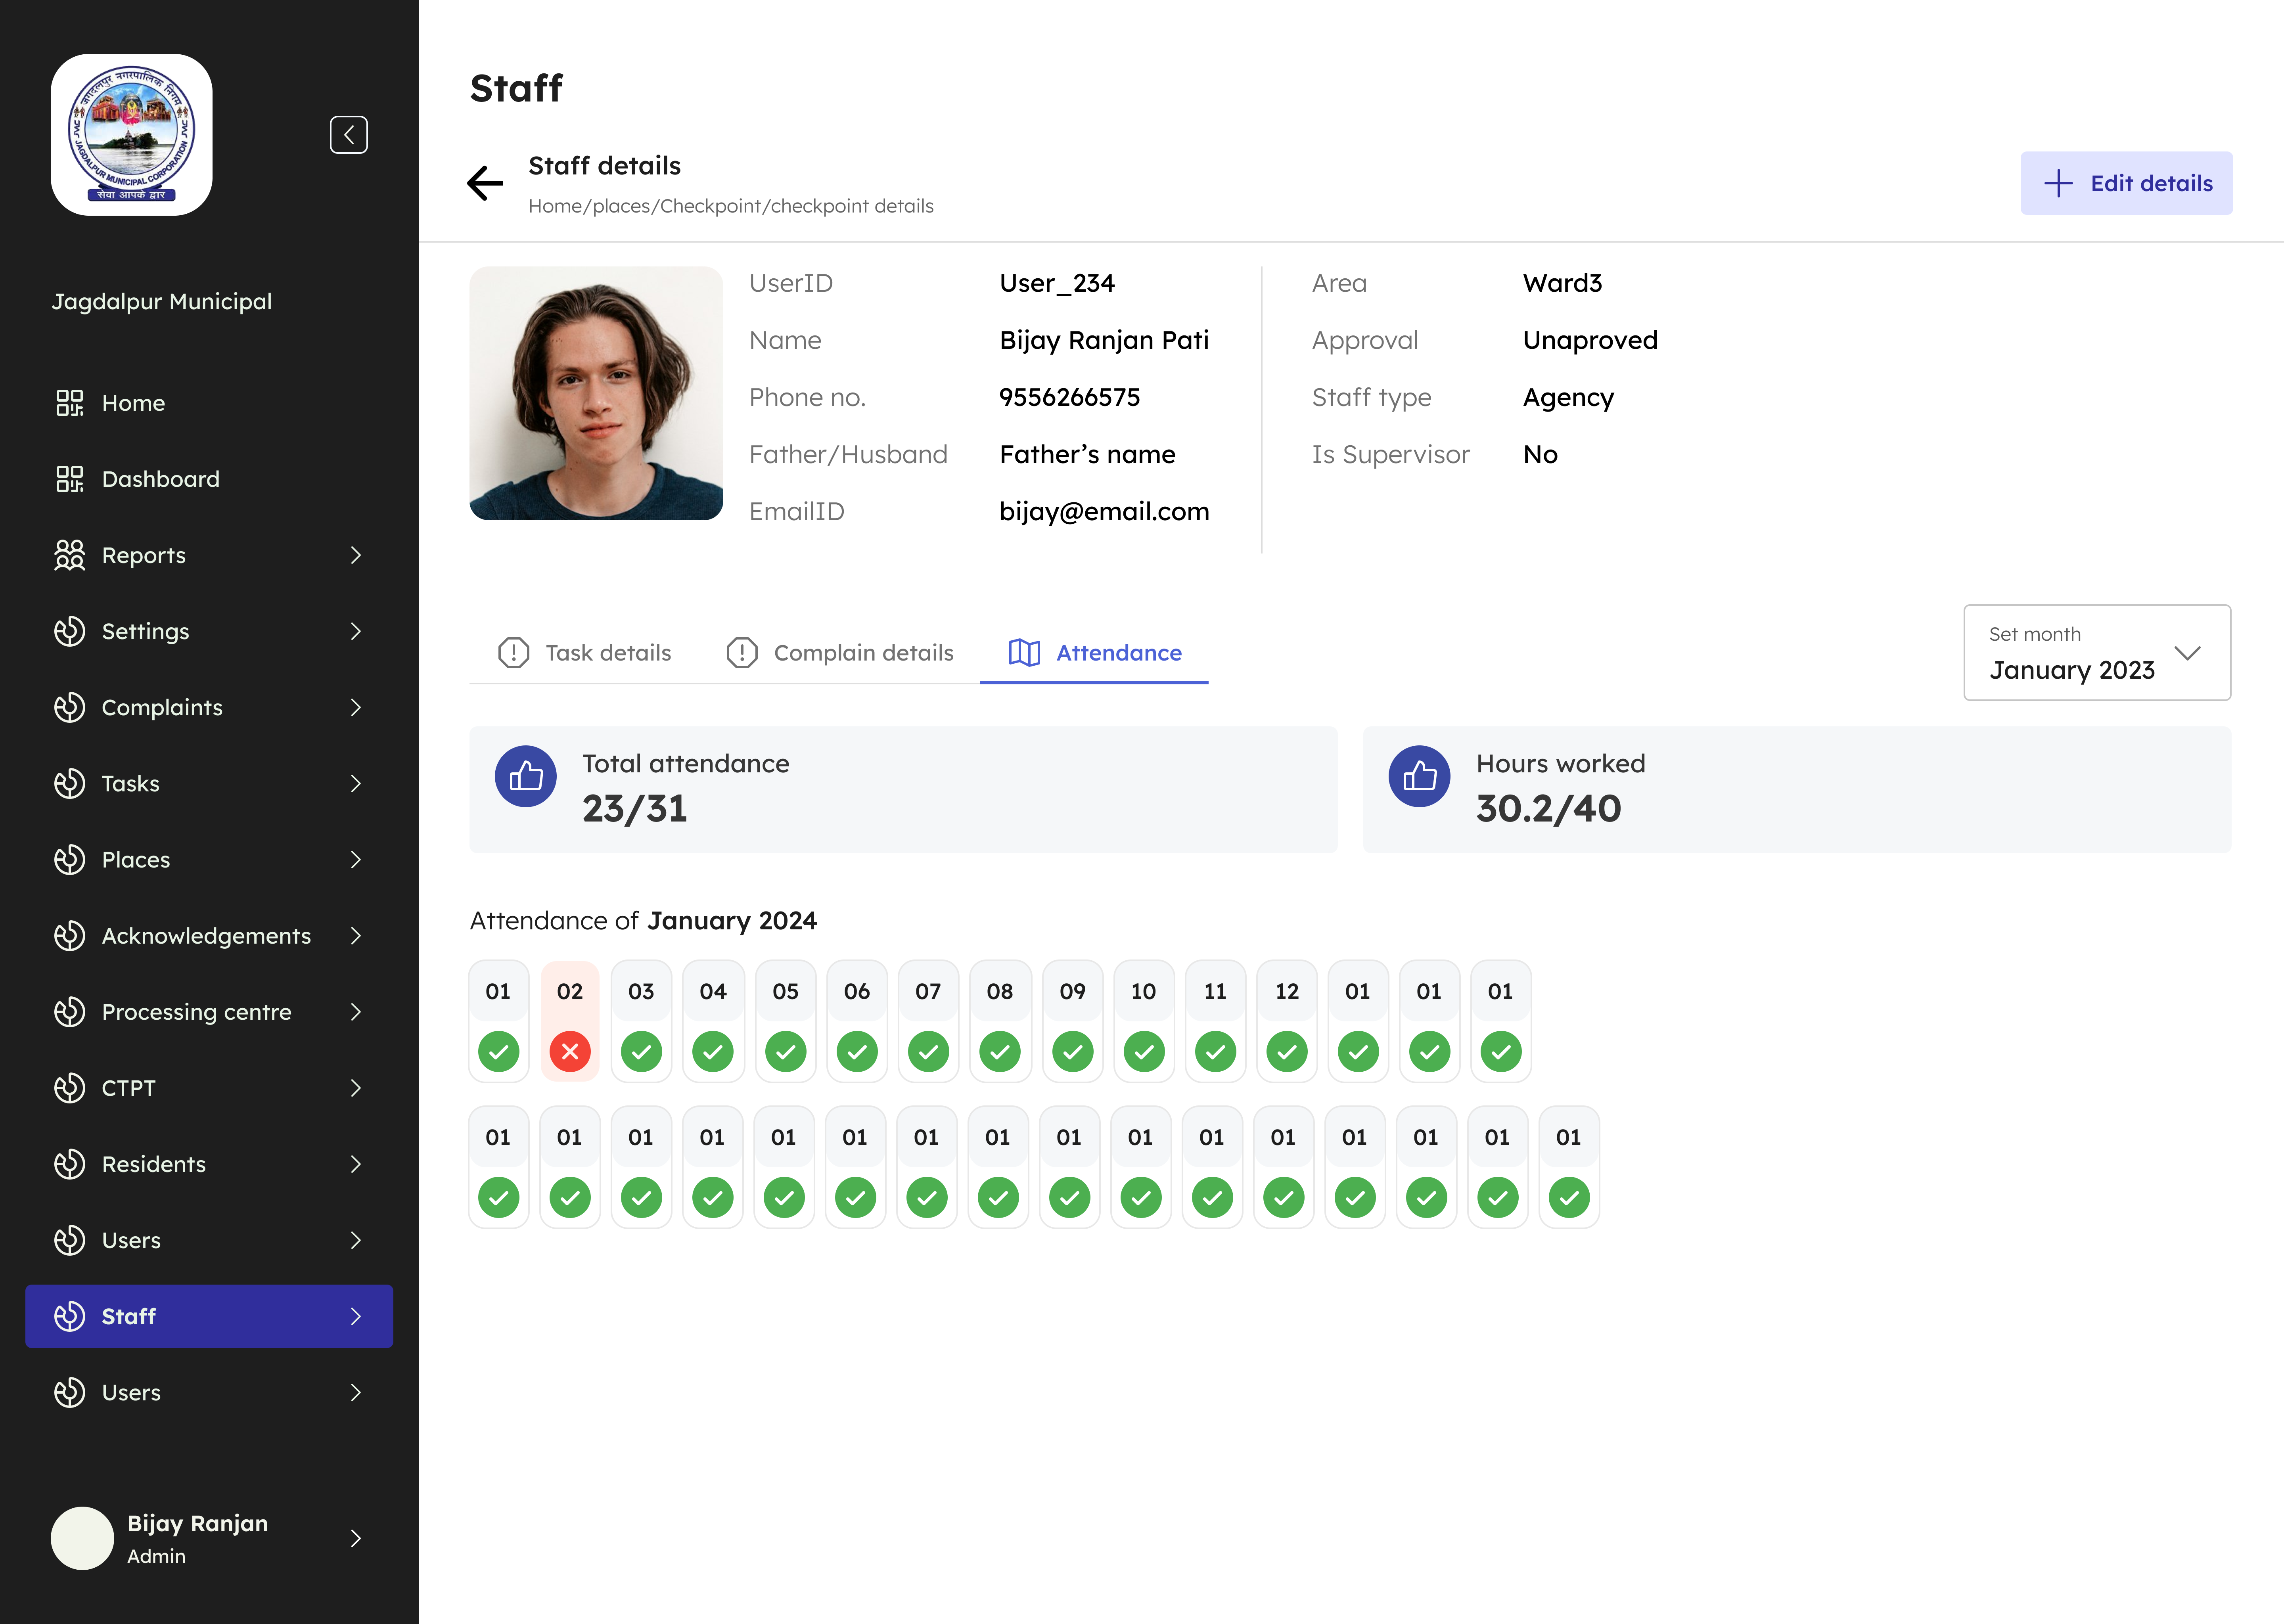 जगदलपुर नगरपालिक निगम
JMC JAGDALPUR MUNICIPAL CORPORATION JMC
सेवा आपके द्वार
Jagdalpur Municipal
Home
Dashboard
Reports
Settings
Complaints
Tasks
Places
Acknowledgements
Processing centre
CTPT
Residents
Users
Staff
Users
Bijay Ranjan
Admin
Staff
Staff details
Home/places/Checkpoint/checkpoint details
Edit details
UserID User_234
Name Bijay Ranjan Pati
Phone no. 9556266575
Father/Husband Father’s name
EmailID bijay@email.com
Area Ward3
Approval Unaproved
Staff type Agency
Is Supervisor No
Task details Complain details Attendance
Set month
January 2023
Total attendance
23/31
Hours worked
30.2/40
Attendance of January 2024
01 02 03 04 05 06 07 08 09 10 11 12 01 01 01
01 01 01 01 01 01 01 01 01 01 01 01 01 01 01 01